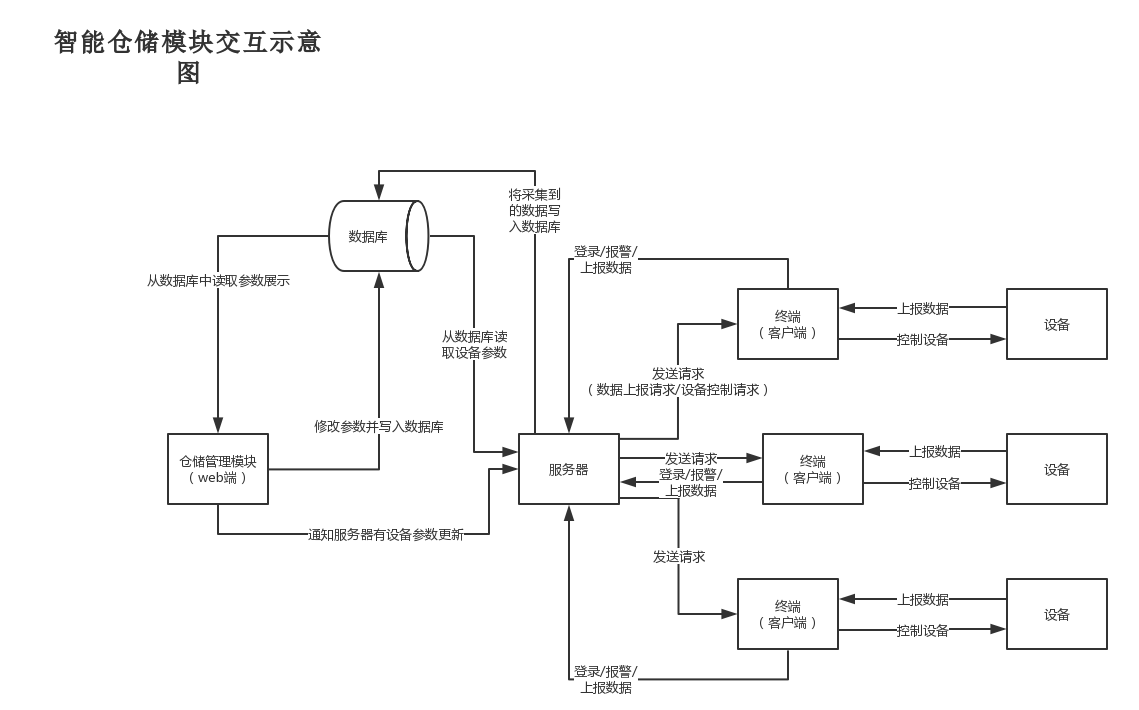 智能仓储模块交互示意
图
将采集到
的数据写
入数据库
数据库
登录/报警/
上报数据
从数据库中读取参数展示
终端
（客户端）
上报数据
控制设备
设备
从数据库读
取设备参数
发送请求
（数据上报请求/设备控制请求）
修改参数并写入数据库
仓储管理模块
（web端）
服务器
发送请求
登录/报警/
上报数据
终端
（客户端）
上报数据
控制设备
设备
通知服务器有设备参数更新
发送请求
终端
（客户端）
上报数据
控制设备
设备
登录/报警/
上报数据